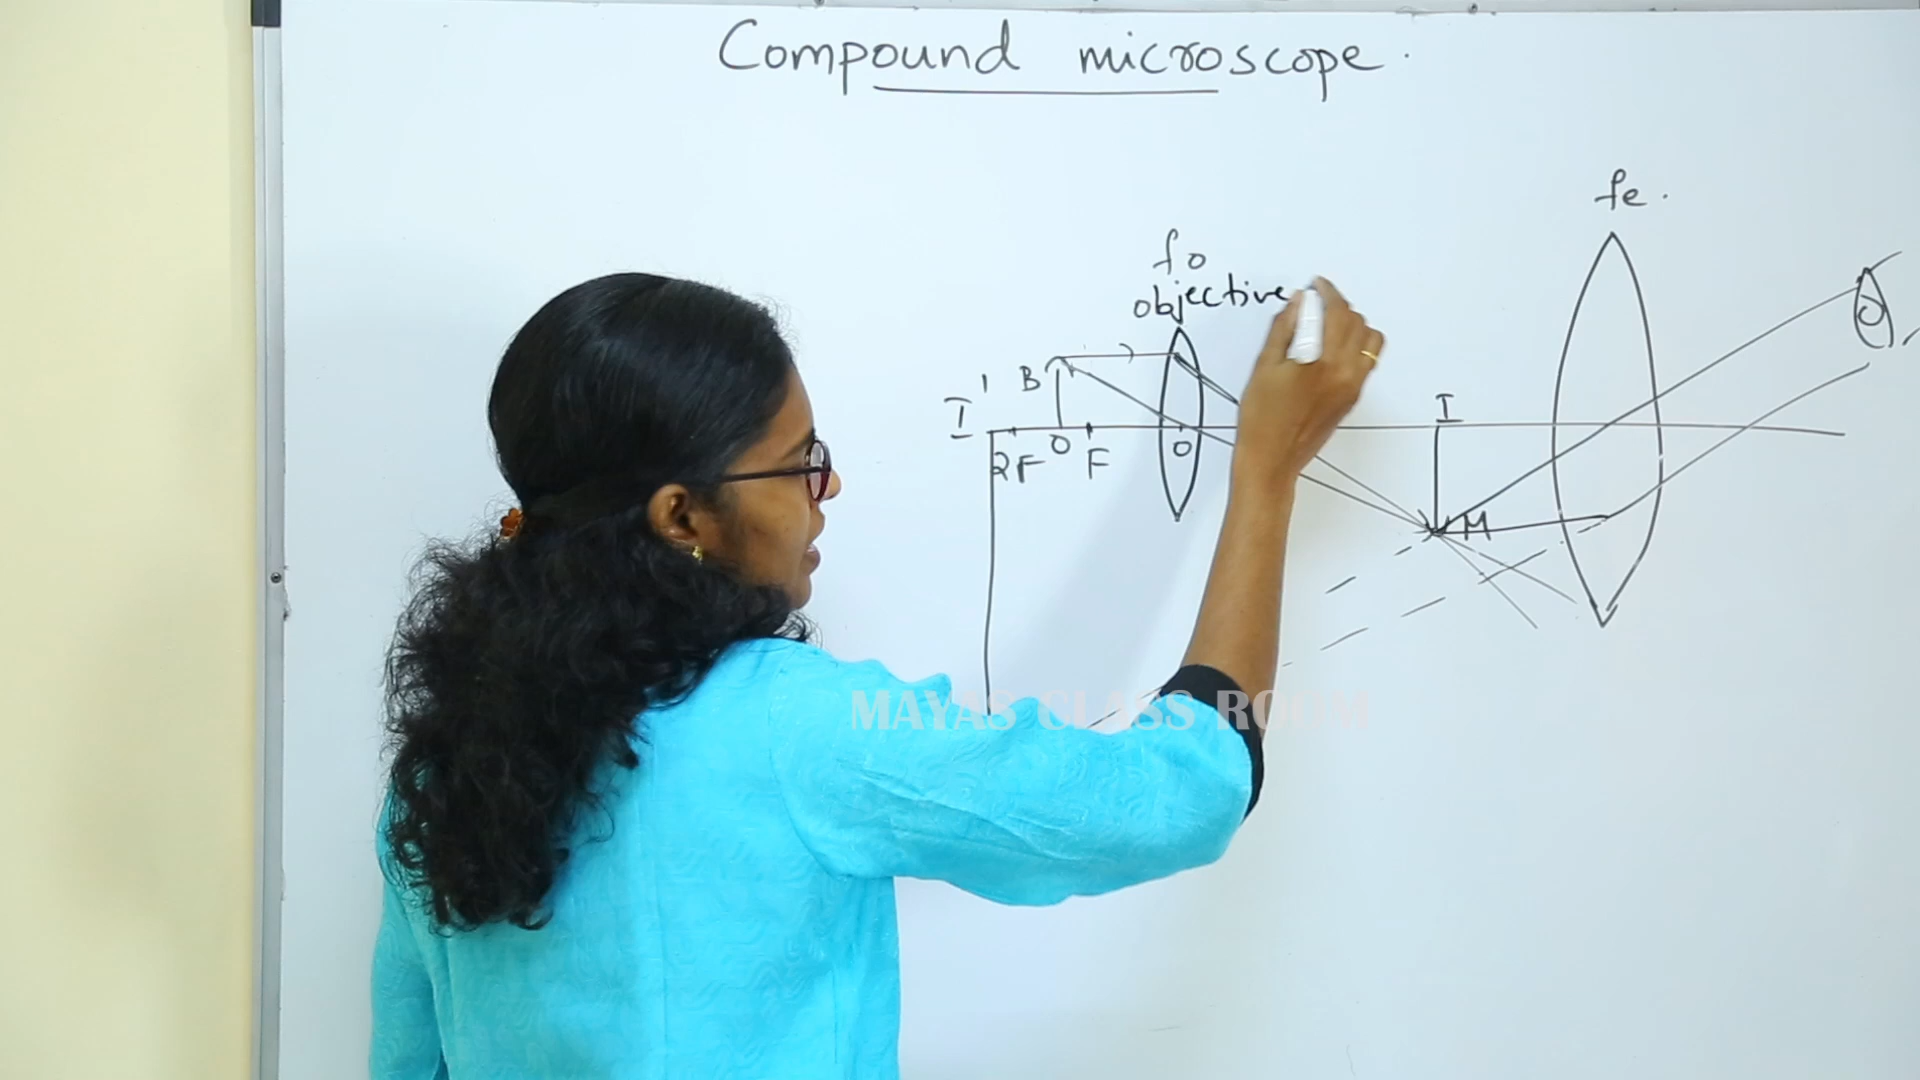 Compound microscope.
fe.
fo
objective
I' B
I
2F O F O
M
MAYAS CLASS ROOM